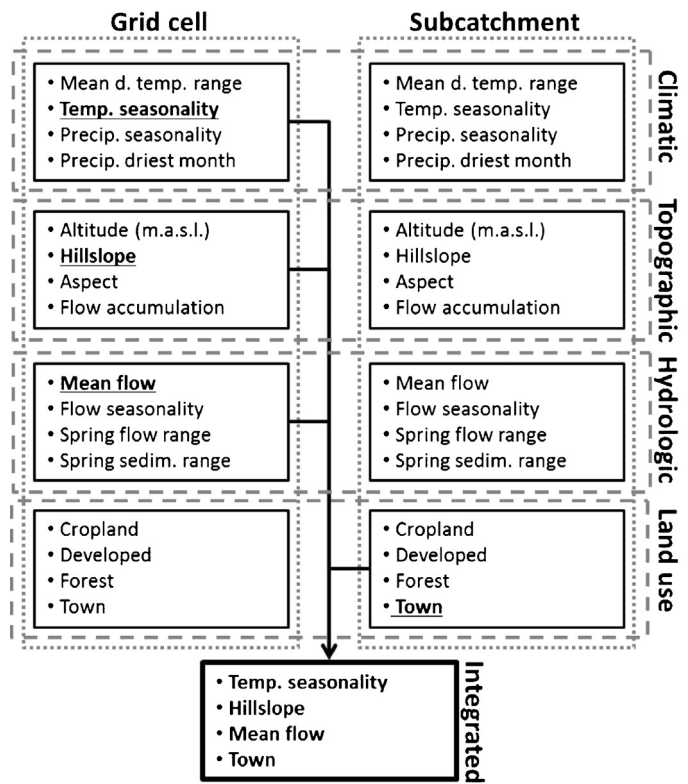 Grid cell
Subcatchment
• Mean d. temp. range
• Temp. seasonality
• Precip. seasonality
• Precip. driest month
• Mean d. temp. range
• Temp. seasonality
• Precip. seasonality
• Precip. driest month
Climatic
• Altitude (m.a.s.l.)
• Hillslope
• Aspect
• Flow accumulation
• Altitude (m.a.s.l.)
• Hillslope
• Aspect
• Flow accumulation
Topographic
• Mean flow
• Flow seasonality
• Spring flow range
• Spring sedim. range
• Mean flow
• Flow seasonality
• Spring flow range
• Spring sedim. range
Hydrologic
• Cropland
• Developed
• Forest
• Town
• Cropland
• Developed
• Forest
• Town
Land use
• Temp. seasonality
• Hillslope
• Mean flow
• Town
Integrated